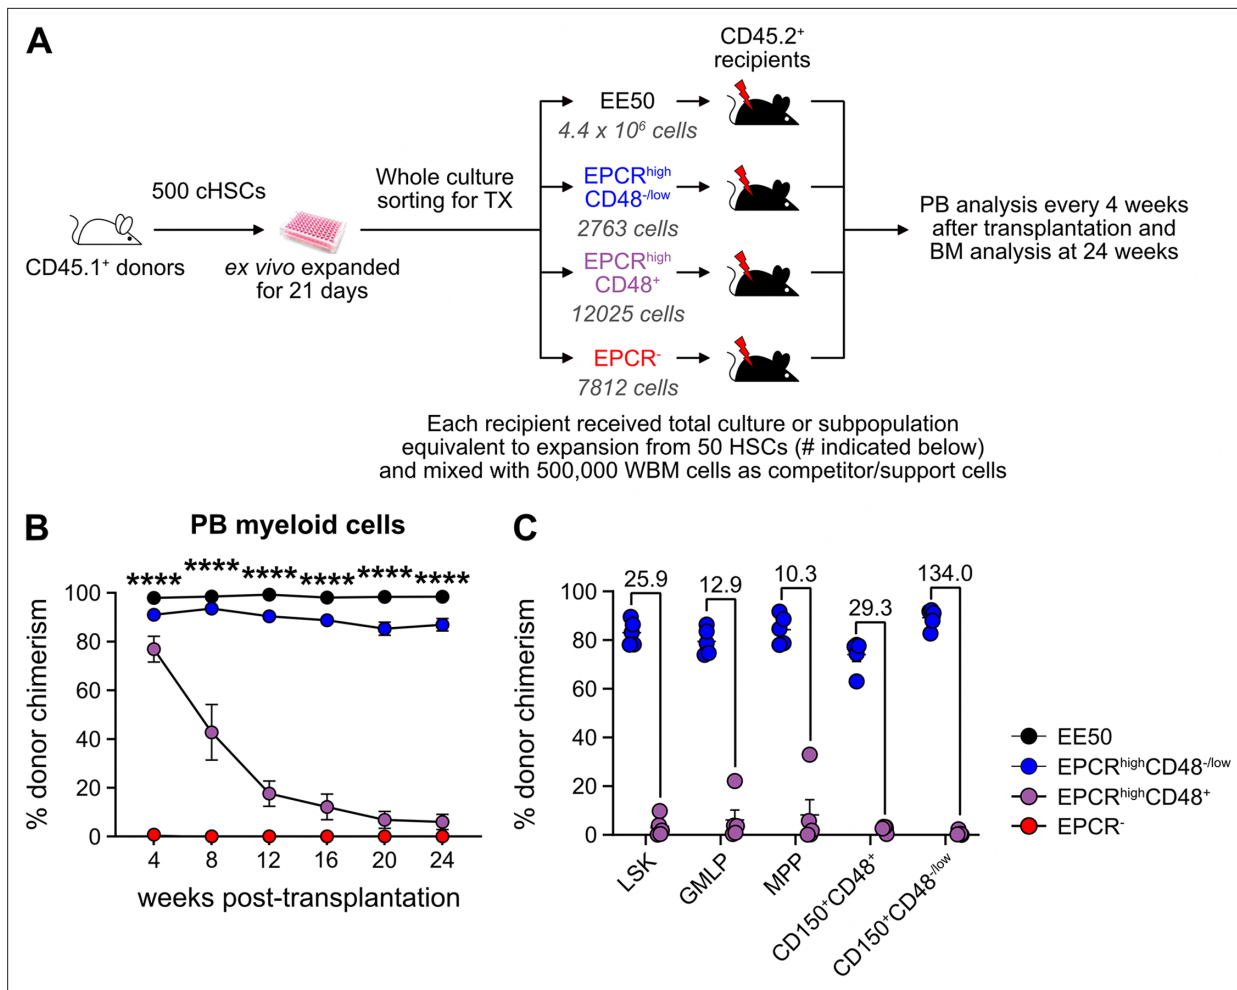 A
500 cHSCs
CD45.1⁺ donors
ex vivo expanded
for 21 days
Whole culture
sorting for TX
EE50
4.4 x 10⁶ cells
EPCRʰⁱᵍʰ
CD48⁻/ˡᵒʷ
2763 cells
EPCRʰⁱᵍʰ
CD48⁺
12025 cells
EPCR⁻
7812 cells
CD45.2⁺
recipients
PB analysis every 4 weeks
after transplantation and
BM analysis at 24 weeks
Each recipient received total culture or subpopulation
equivalent to expansion from 50 HSCs (# indicated below)
and mixed with 500,000 WBM cells as competitor/support cells
B
PB myeloid cells
**** **** **** **** **** ****
% donor chimerism
100
80
60
40
20
0
4 8 12 16 20 24
weeks post-transplantation
C
% donor chimerism
100
80
60
40
20
0
25.9 12.9 10.3 29.3 134.0
LSK
GMLP
MPP
CD150⁺CD48⁺
CD150⁺CD48⁻/ˡᵒʷ
EE50
EPCRʰⁱᵍʰCD48⁻/ˡᵒʷ
EPCRʰⁱᵍʰCD48⁺
EPCR⁻